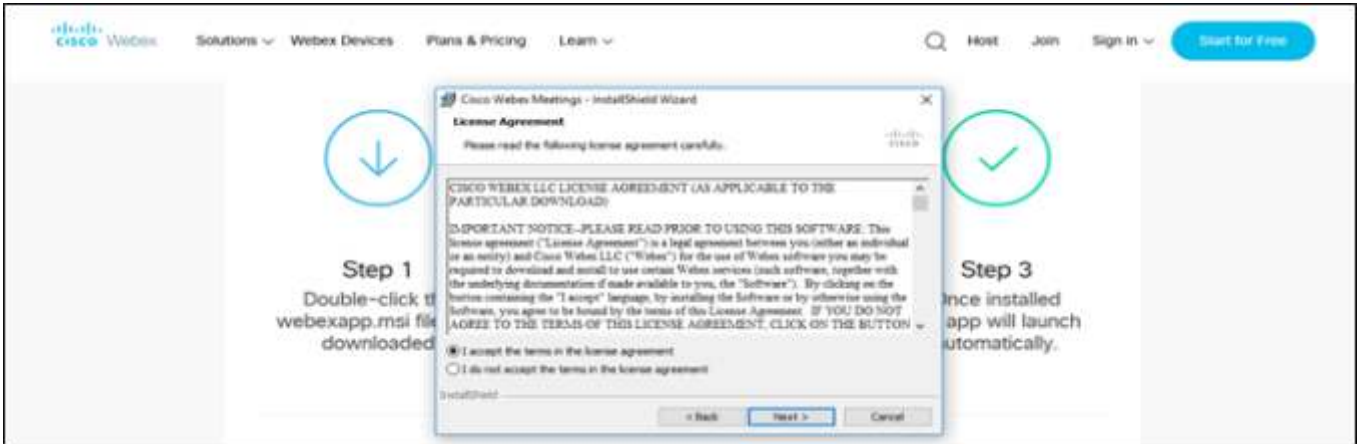 CISCO Webex Solutions Webex Devices Plans & Pricing Learn Host Join Sign in Start for Free
Cisco Webex Meetings - InstallShield Wizard
License Agreement
Please read the following license agreement carefully.
CISCO
CISCO WEBEX LLC LICENSE AGREEMENT (AS APPLICABLE TO THE
PARTICULAR DOWNLOAD)
IMPORTANT NOTICE--PLEASE READ PRIOR TO USING THIS SOFTWARE: This
license agreement ("License Agreement") is a legal agreement between you (either an individual
or an entity) and Cisco Webex LLC ("Webex") for the use of Webex software you may be
required to download and install to use certain Webex services (such software, together with
the underlying documentation if made available to you, the "Software"). By clicking on the
button containing the "I accept" language, by installing the Software or by otherwise using the
Software, you agree to be bound by the terms of this License Agreement. IF YOU DO NOT
AGREE TO THE TERMS OF THIS LICENSE AGREEMENT, CLICK ON THE BUTTON
I accept the terms in the license agreement
I do not accept the terms in the license agreement
InstallShield
< Back Next > Cancel
Step 1
Double-click
webexapp.msi
downloaded
Step 3
installed
app will launch
automatically.